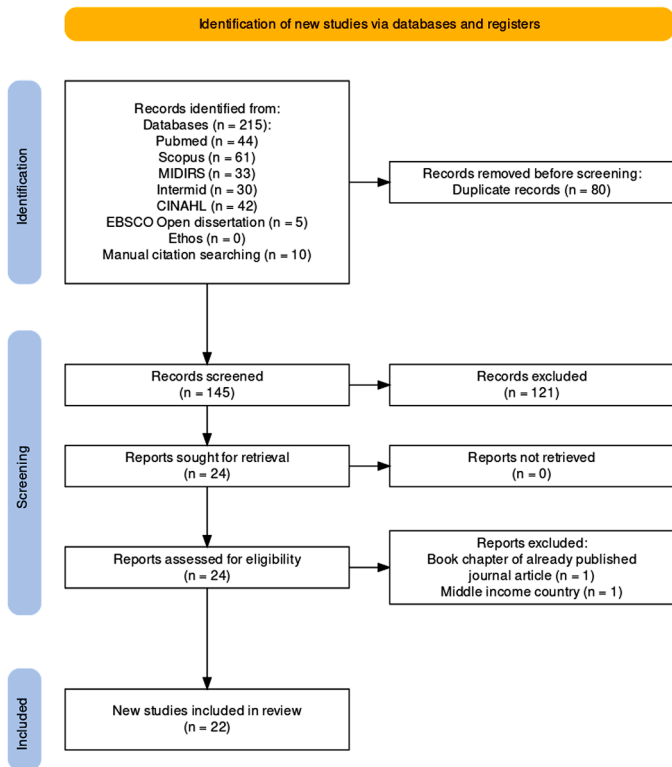 Identification of new studies via databases and registers
Identification
Records identified from:
Databases (n = 215):
Pubmed (n = 44)
Scopus (n = 61)
MIDIRS (n = 33)
Intermid (n = 30)
CINAHL (n = 42)
EBSCO Open dissertation (n = 5)
Ethos (n = 0)
Manual citation searching (n = 10)
Records removed before screening:
Duplicate records (n = 80)
Screening
Records screened
(n = 145)
Records excluded
(n = 121)
Reports sought for retrieval
(n = 24)
Reports not retrieved
(n = 0)
Reports assessed for eligibility
(n = 24)
Reports excluded:
Book chapter of already published
journal article (n = 1)
Middle income country (n = 1)
Included
New studies included in review
(n = 22)